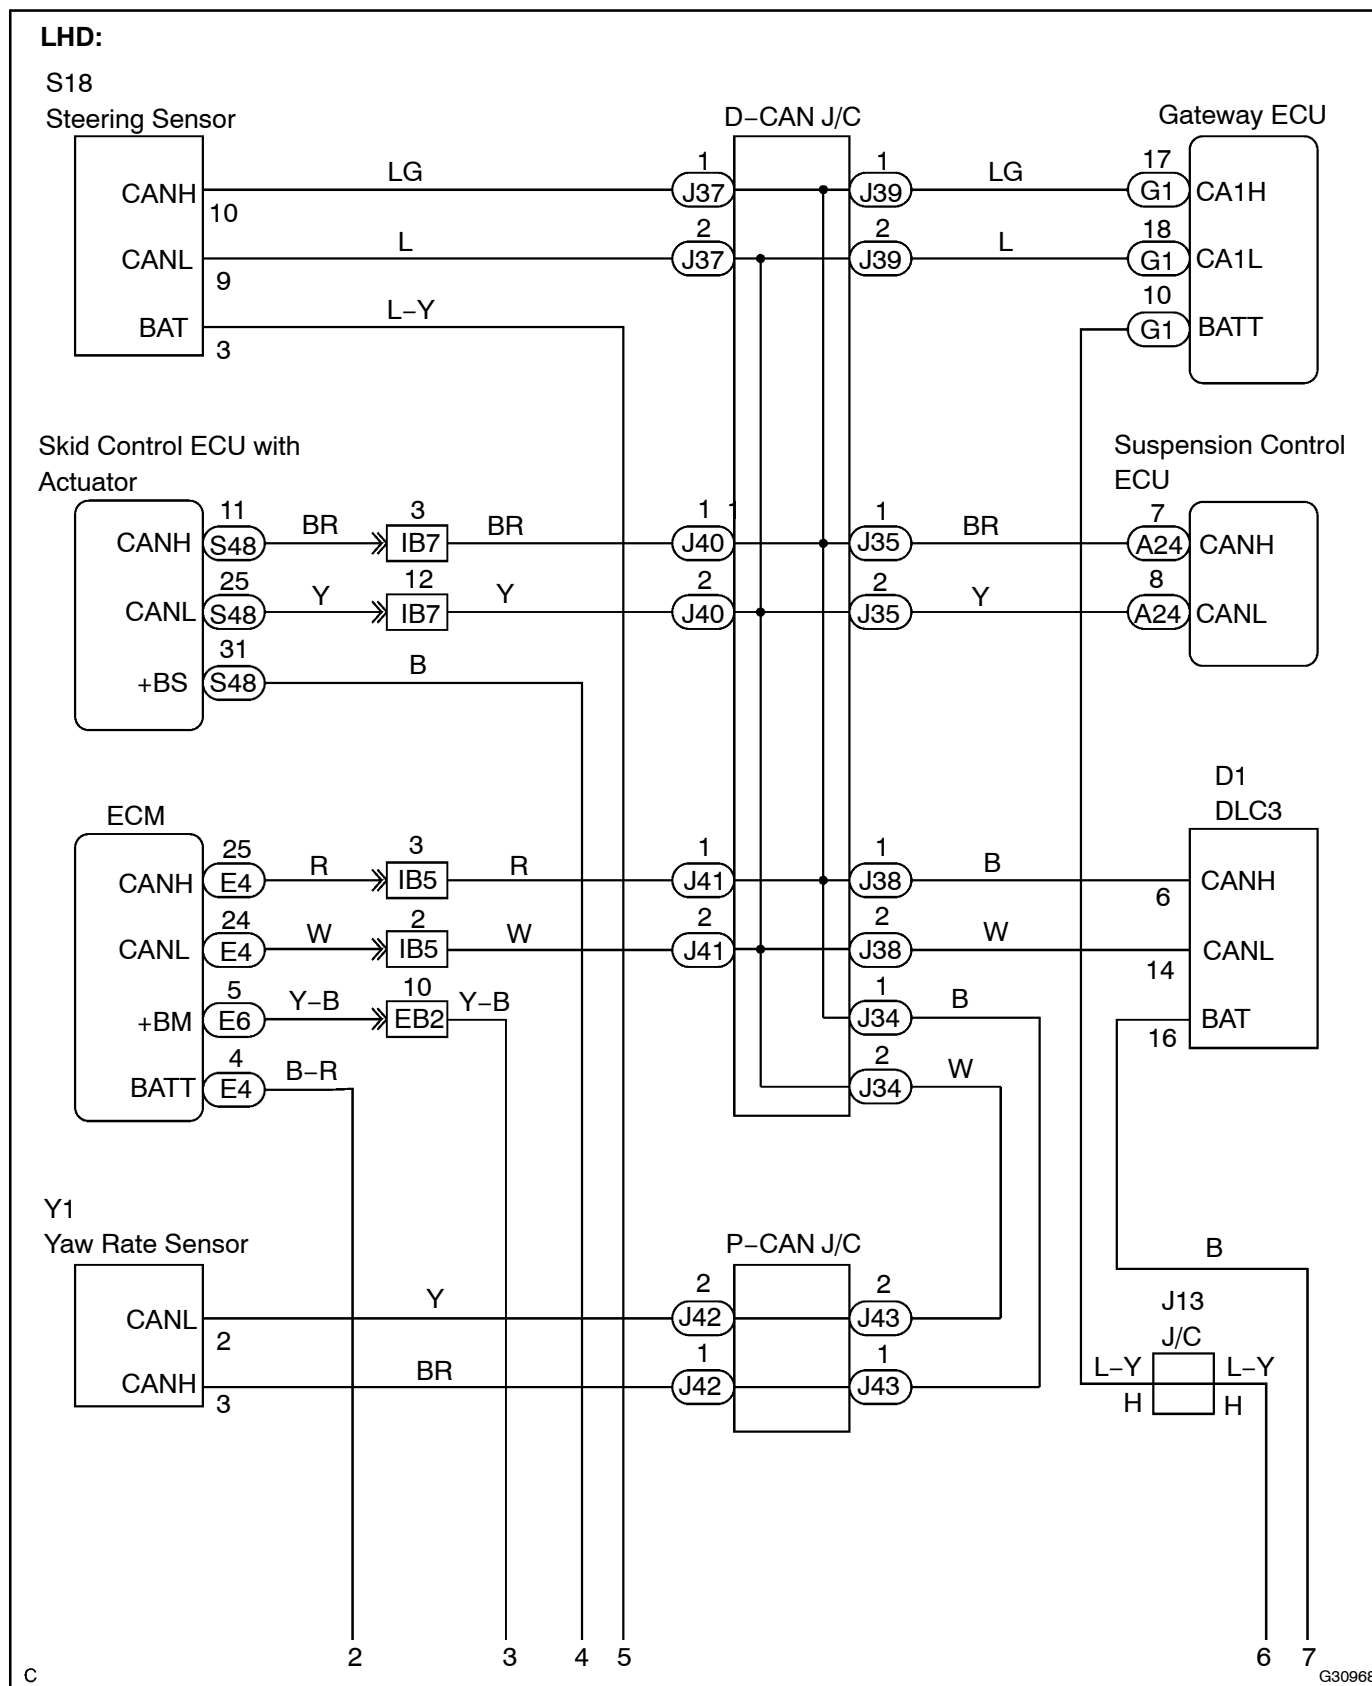 LHD:
S18
Steering Sensor
D−CAN J/C
Gateway ECU
CANH
10
LG
1
J37
1
J39
LG
17
G1
CA1H
CANL
9
L
2
J37
2
J39
L
18
G1
CA1L
BAT
3
L−Y
10
G1
BATT
Skid Control ECU with
Actuator
Suspension Control
ECU
CANH
11
S48
BR
3
IB7
BR
1
J40
1
J35
BR
7
A24
CANH
CANL
25
S48
Y
12
IB7
Y
2
J40
2
J35
Y
8
A24
CANL
+BS
31
S48
B
ECM
D1
DLC3
CANH
25
E4
R
3
IB5
R
1
J41
1
J38
B
6
CANH
CANL
24
E4
W
2
IB5
W
2
J41
2
J38
W
14
CANL
+BM
5
E6
Y−B
10
EB2
Y−B
1
J34
B
16
BAT
BATT
4
E4
B−R
2
J34
W
Y1
Yaw Rate Sensor
P−CAN J/C
B
CANL
2
Y
2
J42
2
J43
J13
J/C
CANH
3
BR
1
J42
1
J43
L−Y
H
L−Y
H
2
3
4
5
6
7
C
G30968